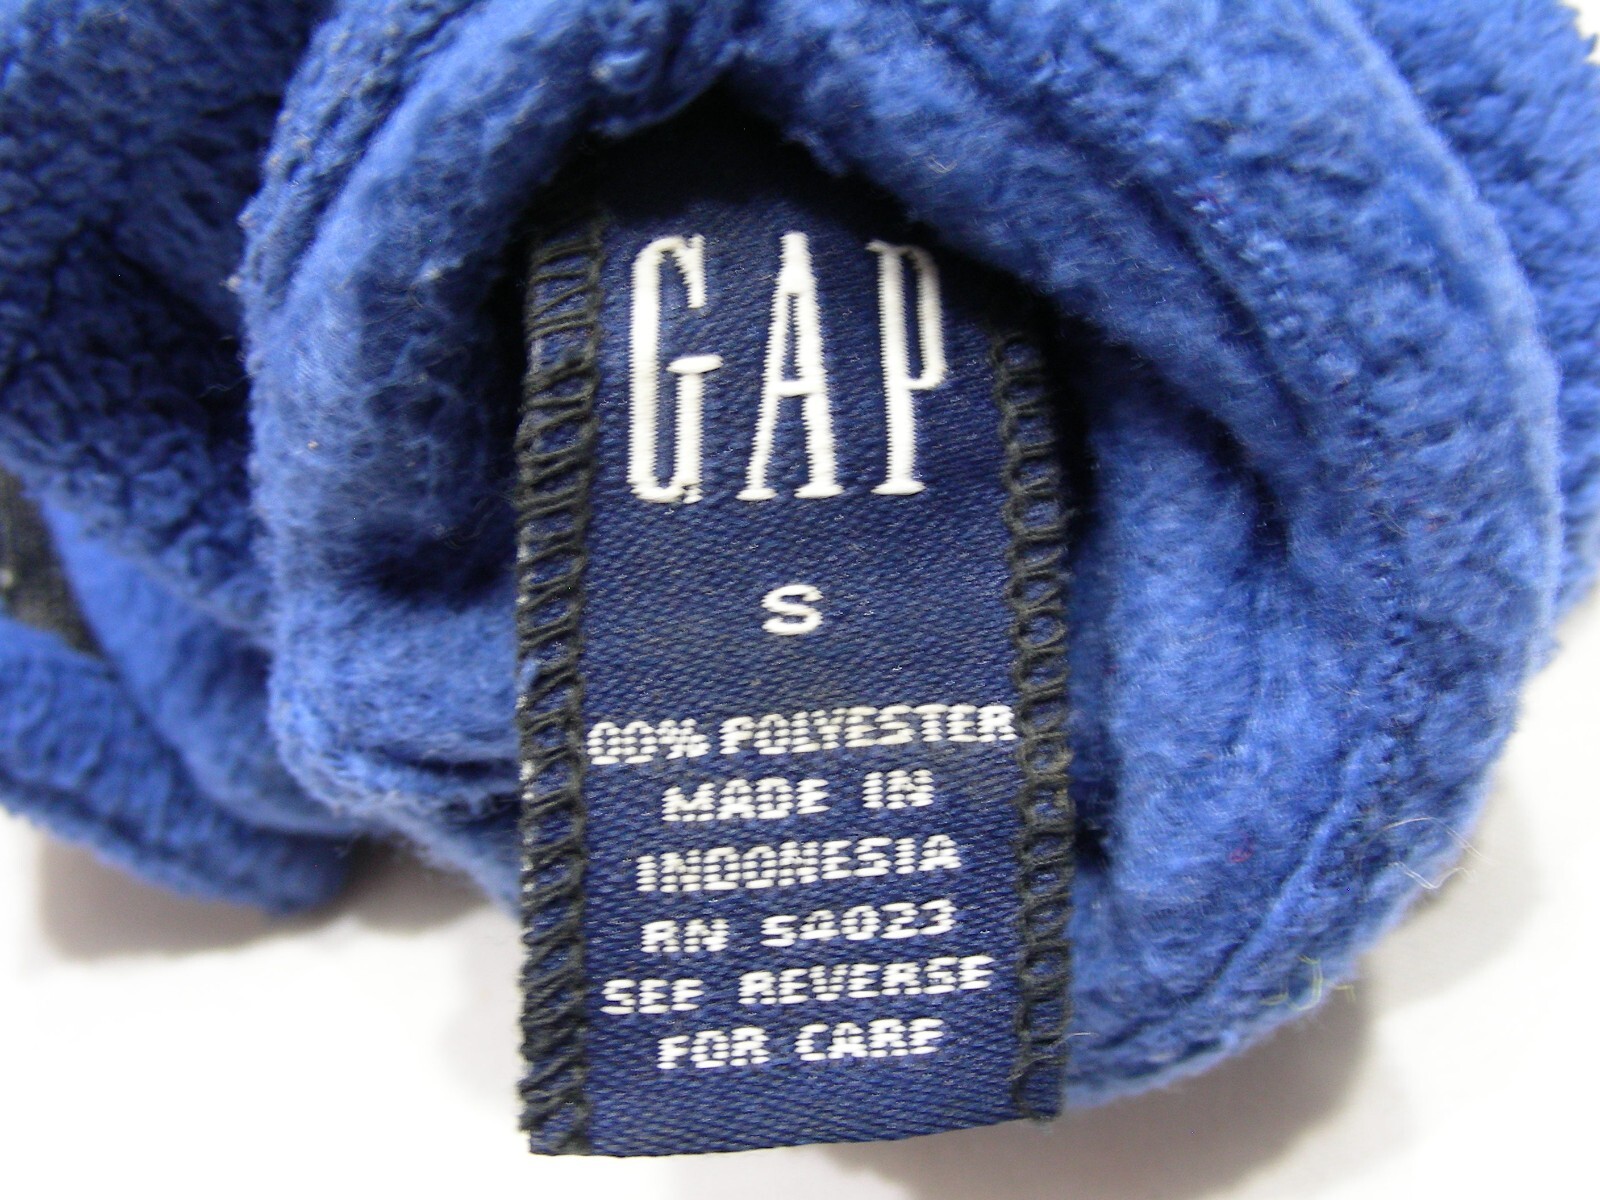 GAP
S
00% POLYESTER
MADE IN
INDONESIA
RN 54023
SEE REVERSE
FOR CARE